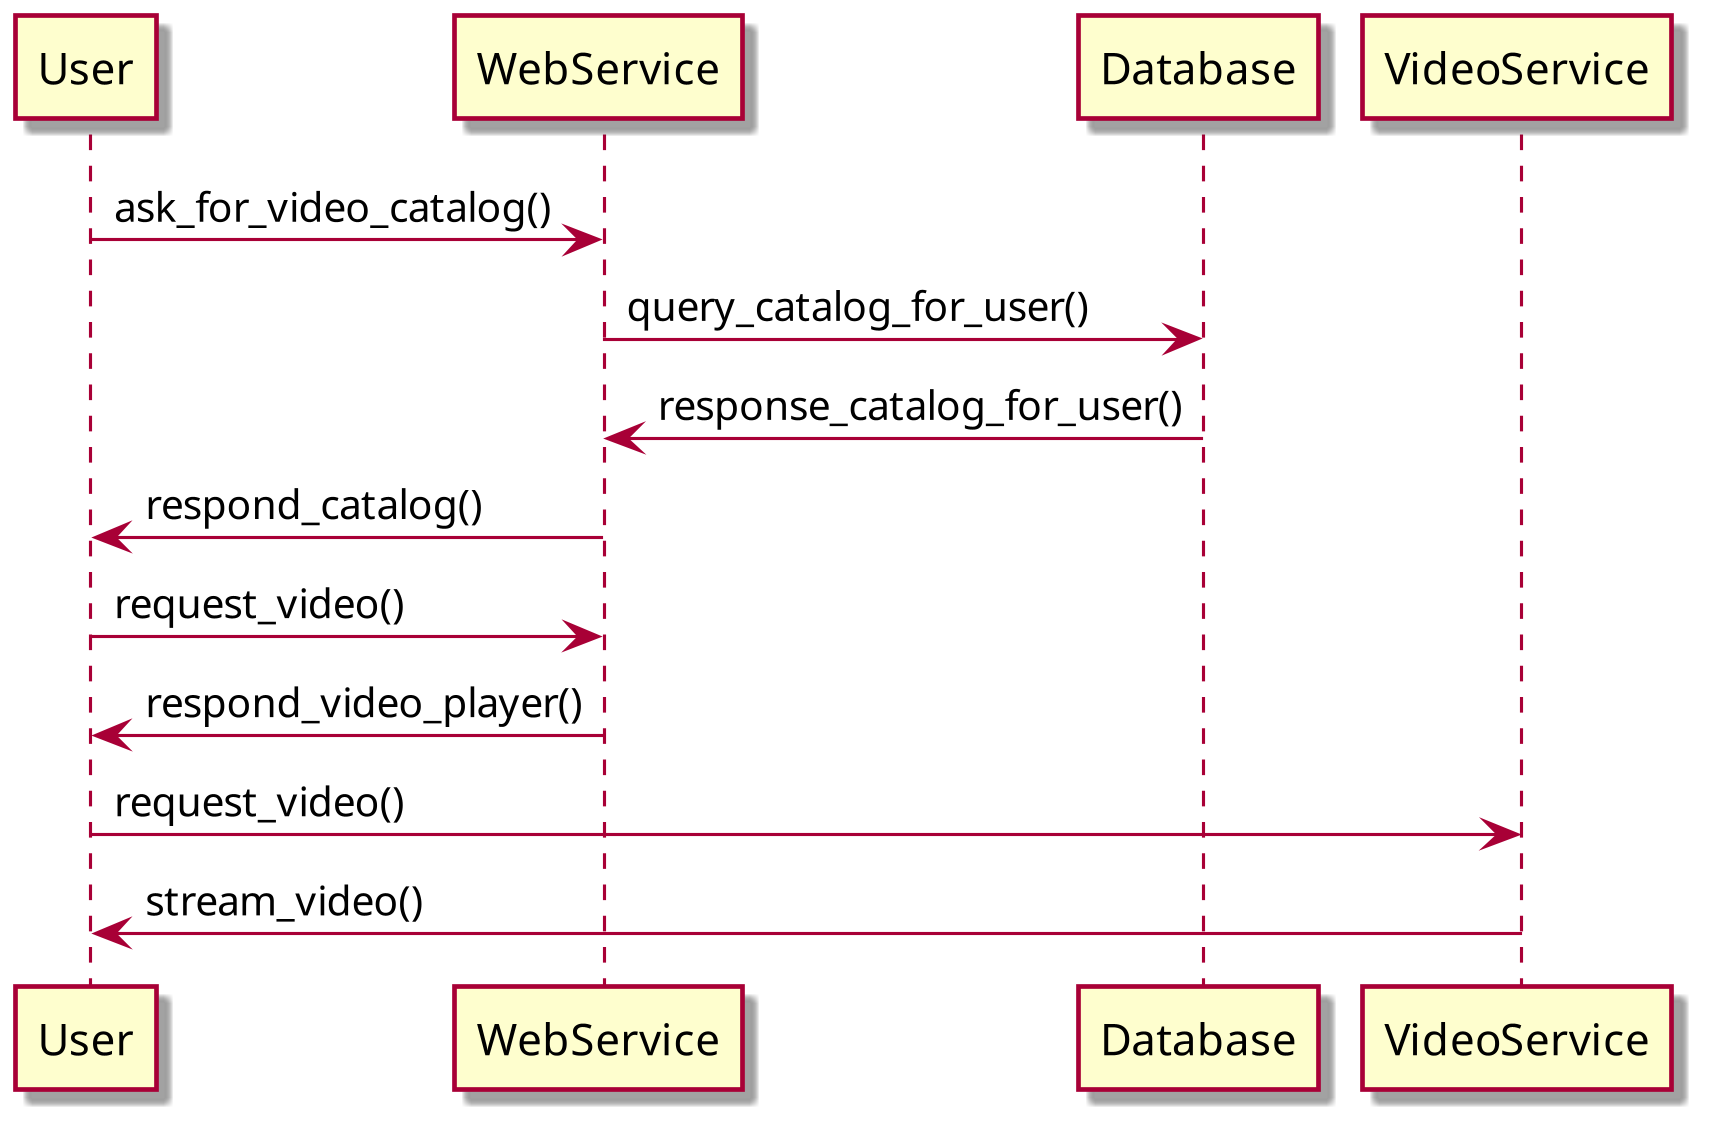 User
WebService
Database
VideoService
ask_for_video_catalog()
query_catalog_for_user()
response_catalog_for_user()
respond_catalog()
request_video()
respond_video_player()
request_video()
stream_video()
User
WebService
Database
VideoService